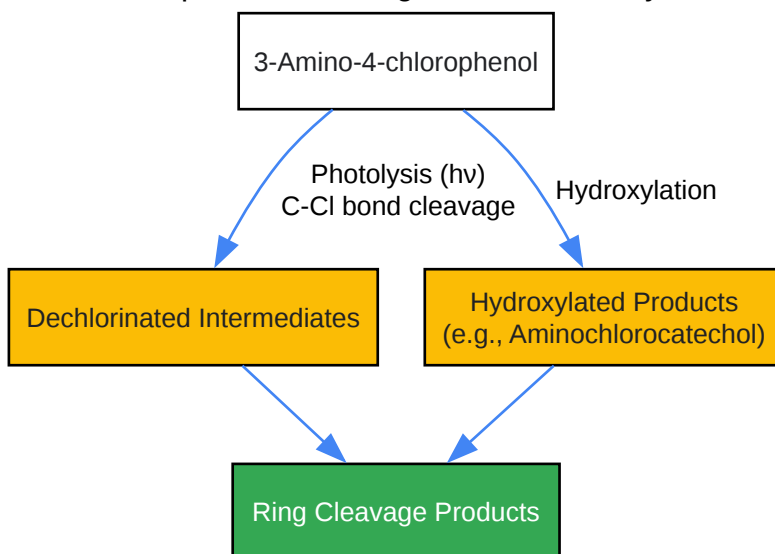 3-Amino-4-chlorophenol
Photolysis (hν)
C-Cl bond cleavage
Hydroxylation
Dechlorinated Intermediates
Hydroxylated Products
(e.g., Aminochlorocatechol)
Ring Cleavage Products